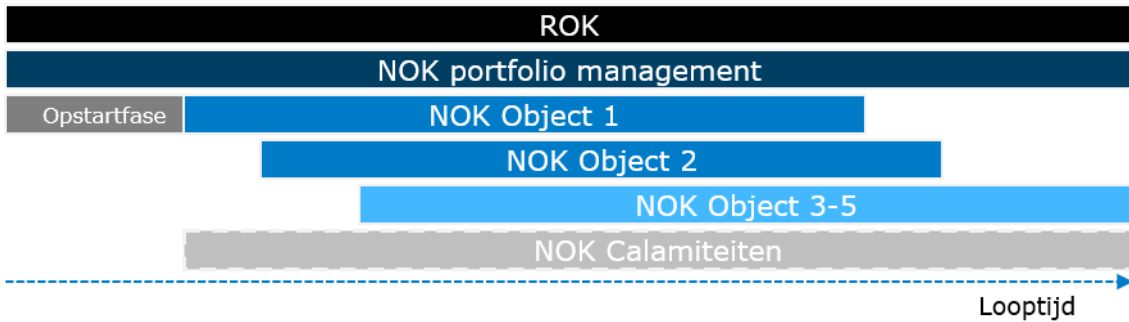 ROK
NOK portfolio management
Opstartfase
NOK Object 1
NOK Object 2
NOK Object 3-5
NOK Calamiteiten
Looptijd